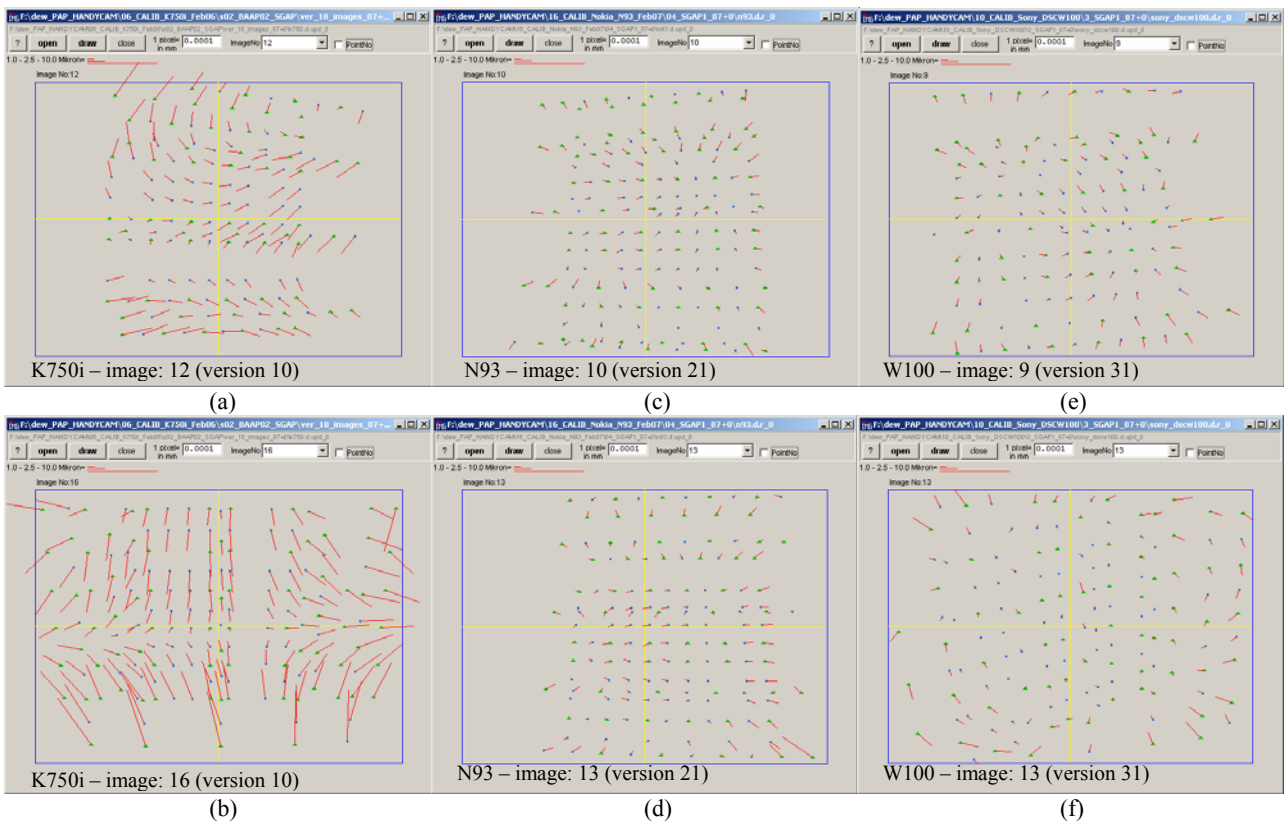 F:\dew_PAP_HANDYCAM\06_CALIB_K750i_Feb06\s02_BAAP02_SGAP\ver_10_images_07+...
? open draw close 1 pixel= in mm 0.0001 ImageNo 12 PointNo
1.0 - 2.5 - 10.0 Mikron=
Image No:12
K750i – image: 12 (version 10)
(a)
F:\dew_PAP_HANDYCAM\16_CALIB_Nokia_N93_Feb07\04_SGAP1_07+0\n93.d.r_0
? open draw close 1 pixel= in mm 0.0001 ImageNo 10 PointNo
1.0 - 2.5 - 10.0 Mikron=
Image No:10
N93 – image: 10 (version 21)
(c)
F:\dew_PAP_HANDYCAM\10_CALIB_Sony_DSCW100\3_SGAP1_07+0\sony_dscw100.d.r_0
? open draw close 1 pixel= in mm 0.0001 ImageNo 9 PointNo
1.0 - 2.5 - 10.0 Mikron=
Image No:9
W100 – image: 9 (version 31)
(e)
F:\dew_PAP_HANDYCAM\06_CALIB_K750i_Feb06\s02_BAAP02_SGAP\ver_10_images_07+...
? open draw close 1 pixel= in mm 0.0001 ImageNo 16 PointNo
1.0 - 2.5 - 10.0 Mikron=
Image No:16
K750i – image: 16 (version 10)
(b)
F:\dew_PAP_HANDYCAM\16_CALIB_Nokia_N93_Feb07\04_SGAP1_07+0\n93.d.r_0
? open draw close 1 pixel= in mm 0.0001 ImageNo 13 PointNo
1.0 - 2.5 - 10.0 Mikron=
Image No:13
N93 – image: 13 (version 21)
(d)
F:\dew_PAP_HANDYCAM\10_CALIB_Sony_DSCW100\3_SGAP1_07+0\sony_dscw100.d.r_0
? open draw close 1 pixel= in mm 0.0001 ImageNo 13 PointNo
1.0 - 2.5 - 10.0 Mikron=
Image No:13
W100 – image: 13 (version 31)
(f)